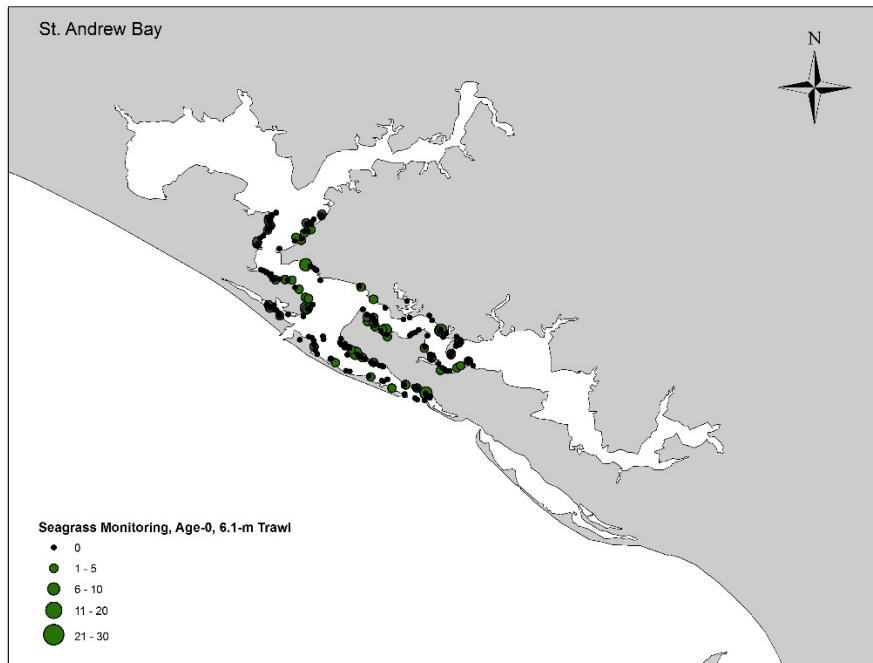 St. Andrew Bay
N
Seagrass Monitoring, Age-0, 6.1-m Trawl
0
1 - 5
6 - 10
11 - 20
21 - 30